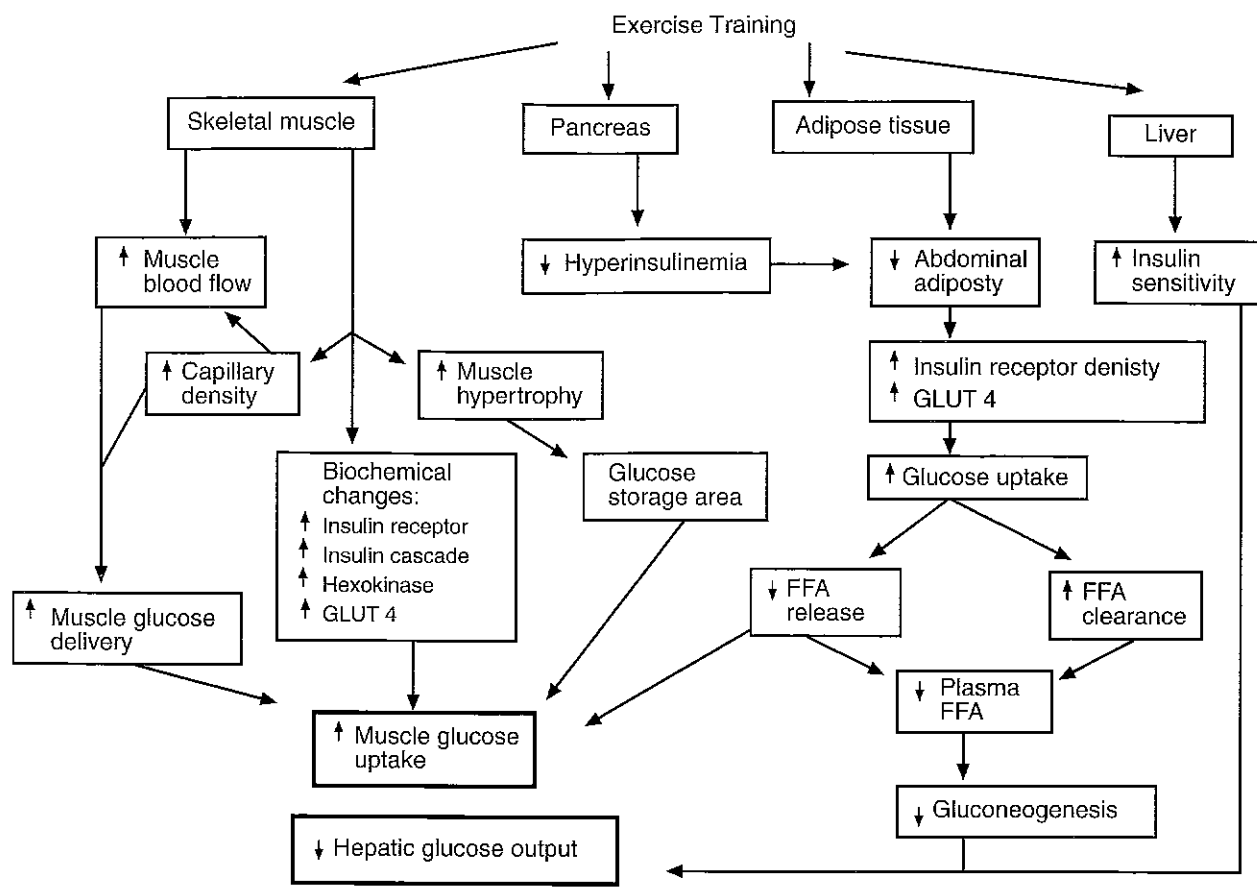 Exercise Training
Skeletal muscle
Pancreas
Adipose tissue
Liver
↑ Muscle
blood flow
↓ Hyperinsulinemia
↓ Abdominal
adiposty
↑ Insulin
sensitivity
↑ Capillary
density
↑ Muscle
hypertrophy
↑ Insulin receptor denisty
↑ GLUT 4
Biochemical
changes:
↑ Insulin receptor
↑ Insulin cascade
↑ Hexokinase
↑ GLUT 4
Glucose
storage area
↑ Glucose uptake
↑ Muscle glucose
delivery
↓ FFA
release
↑ FFA
clearance
↑ Muscle glucose
uptake
↓ Plasma
FFA
↓ Gluconeogenesis
↓ Hepatic glucose output